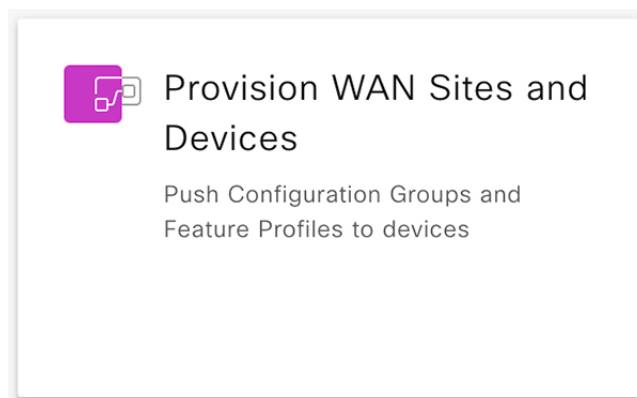 Provision WAN Sites and
Devices
Push Configuration Groups and
Feature Profiles to devices